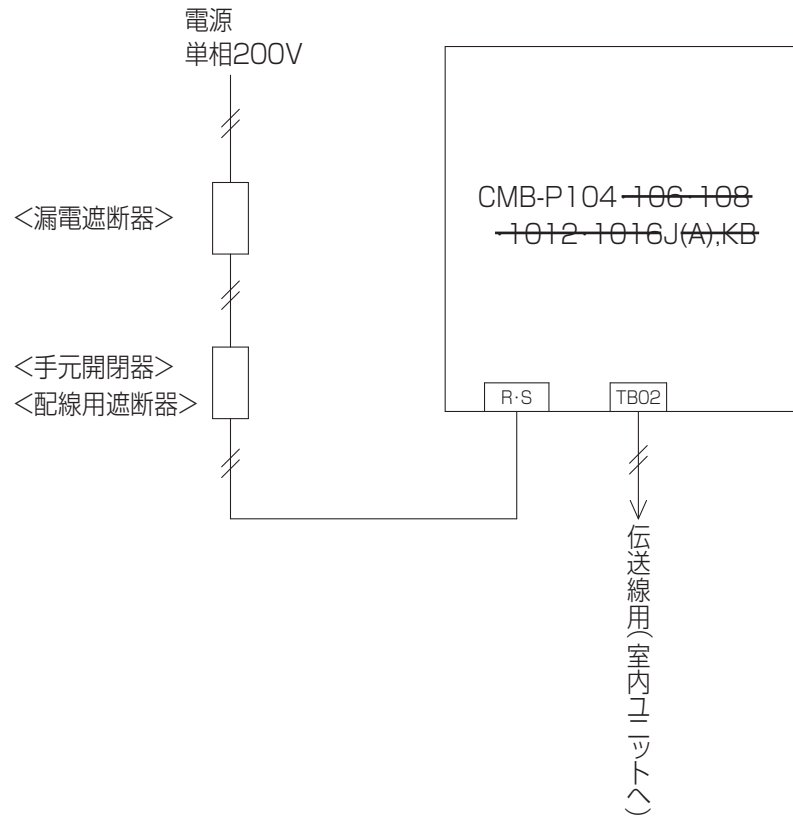 電源
単相200V
<漏電遮断器>
<手元開閉器>
<配線用遮断器>
CMB-P104·106·108
·1012·1016J(A),KB
R·S
TB02
伝送線用(室内ユニットへ)